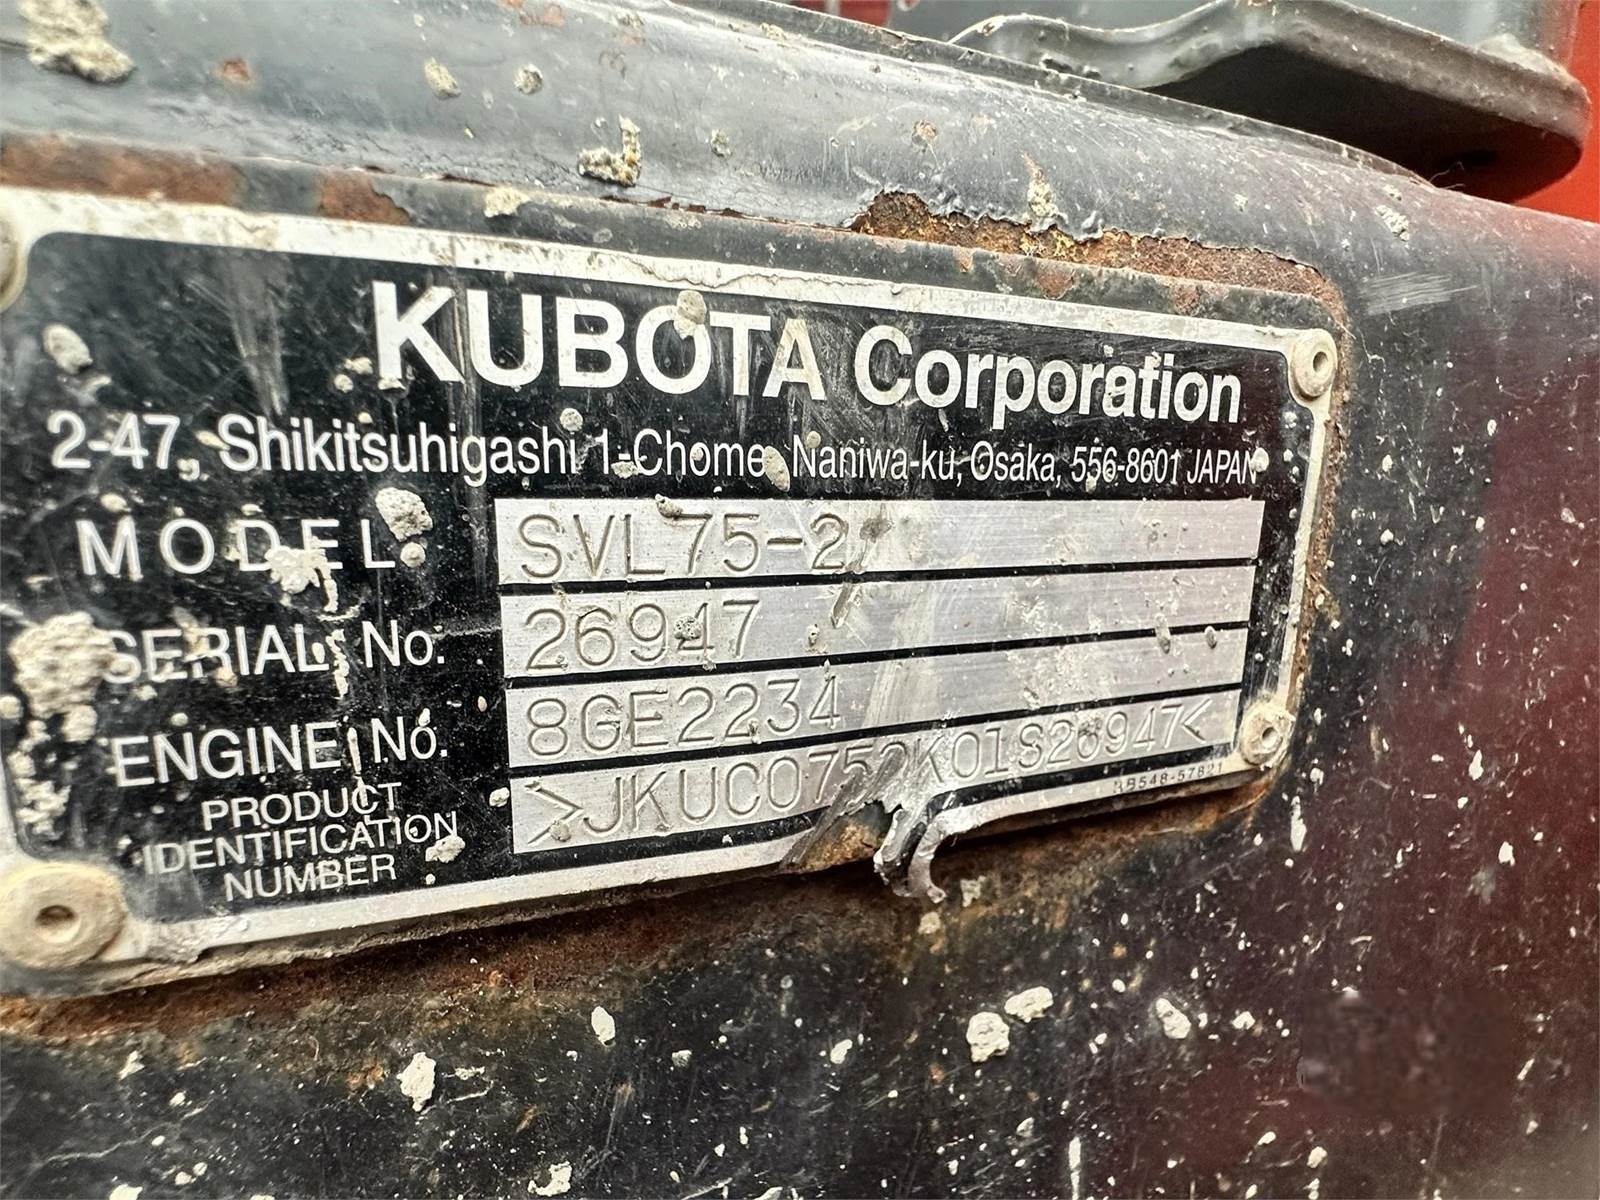 KUBOTA Corporation
2-47, Shikitsuhigashi 1-Chome, Naniwa-ku, Osaka, 556-8601 JAPAN
MODEL SVL75-2
SERIAL No. 26947
ENGINE No. 8GE2234
PRODUCT
IDENTIFICATION
NUMBER
>JKUC0752K01S26947<
RB548-57821